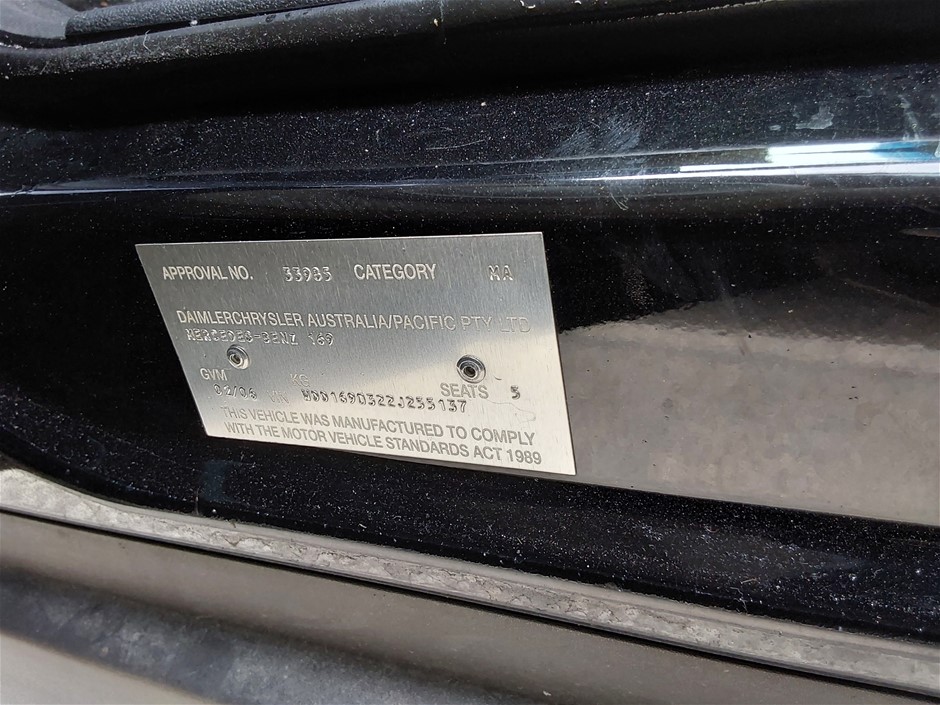 APPROVAL NO. 33983 CATEGORY MA
DAIMLERCHRYSLER AUSTRALIA/PACIFIC PTY LTD
MERCEDES-BENZ 169
GVM KG SEATS 5
02/06 VIN WDD1690322J255137
THIS VEHICLE WAS MANUFACTURED TO COMPLY
WITH THE MOTOR VEHICLE STANDARDS ACT 1989